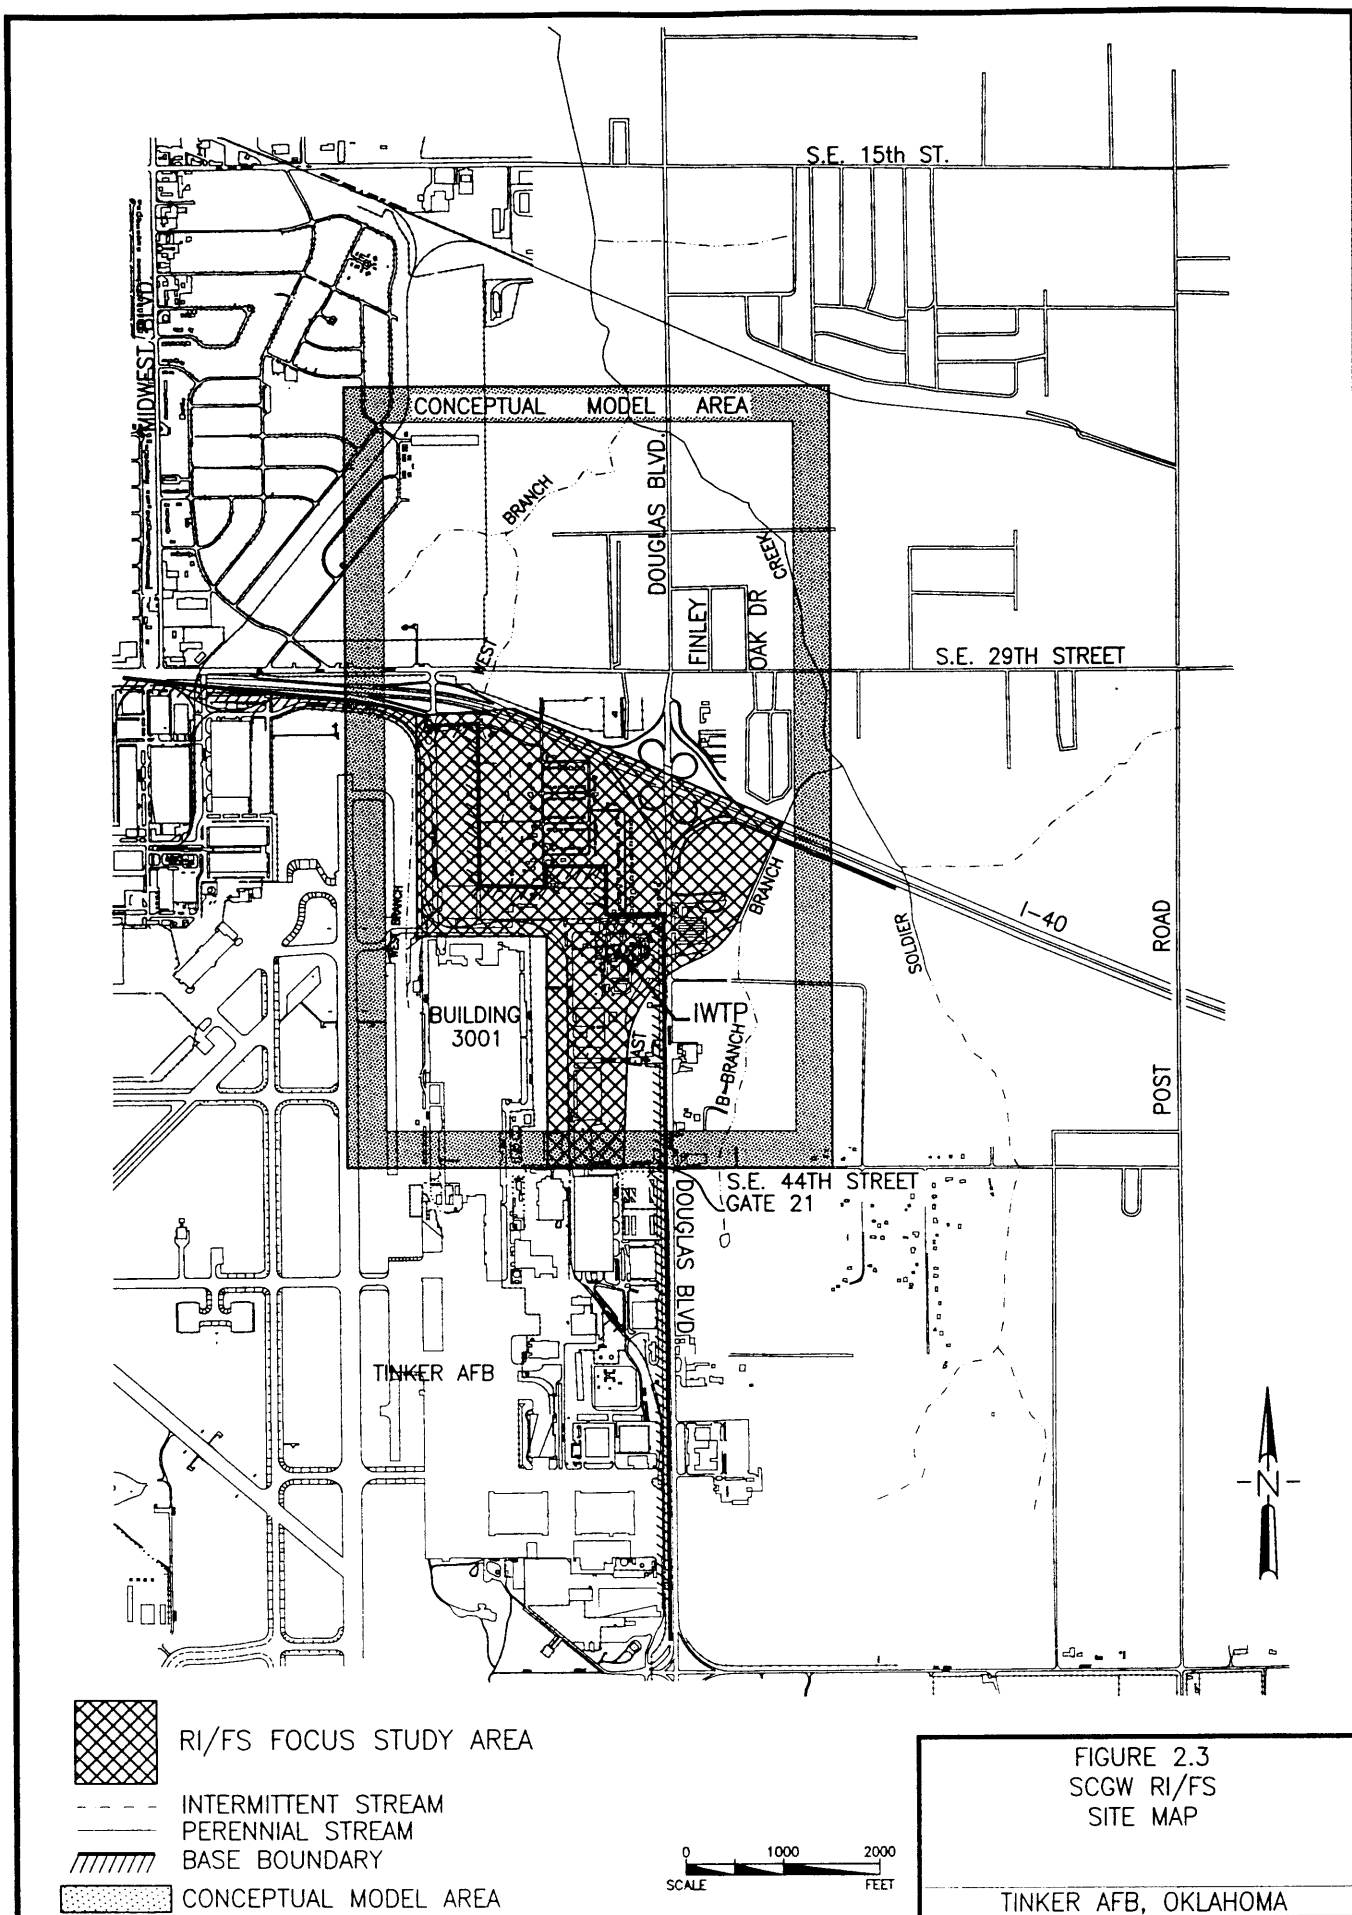 S.E. 15th ST.
MIDWEST BLVD.
CONCEPTUAL MODEL AREA
DOUGLAS BLVD.
BRANCH
CREEK
FINLEY
OAK DR
WEST
S.E. 29TH STREET
BRANCH
WEST BRANCH
SOLDIER
I-40
POST ROAD
BUILDING
3001
IWTP
EAST
B-BRANCH
S.E. 44TH STREET
GATE 21
DOUGLAS BLVD
TINKER AFB
N
RI/FS FOCUS STUDY AREA
INTERMITTENT STREAM
PERENNIAL STREAM
BASE BOUNDARY
CONCEPTUAL MODEL AREA
0 1000 2000
SCALE FEET
FIGURE 2.3
SCGW RI/FS
SITE MAP
TINKER AFB, OKLAHOMA